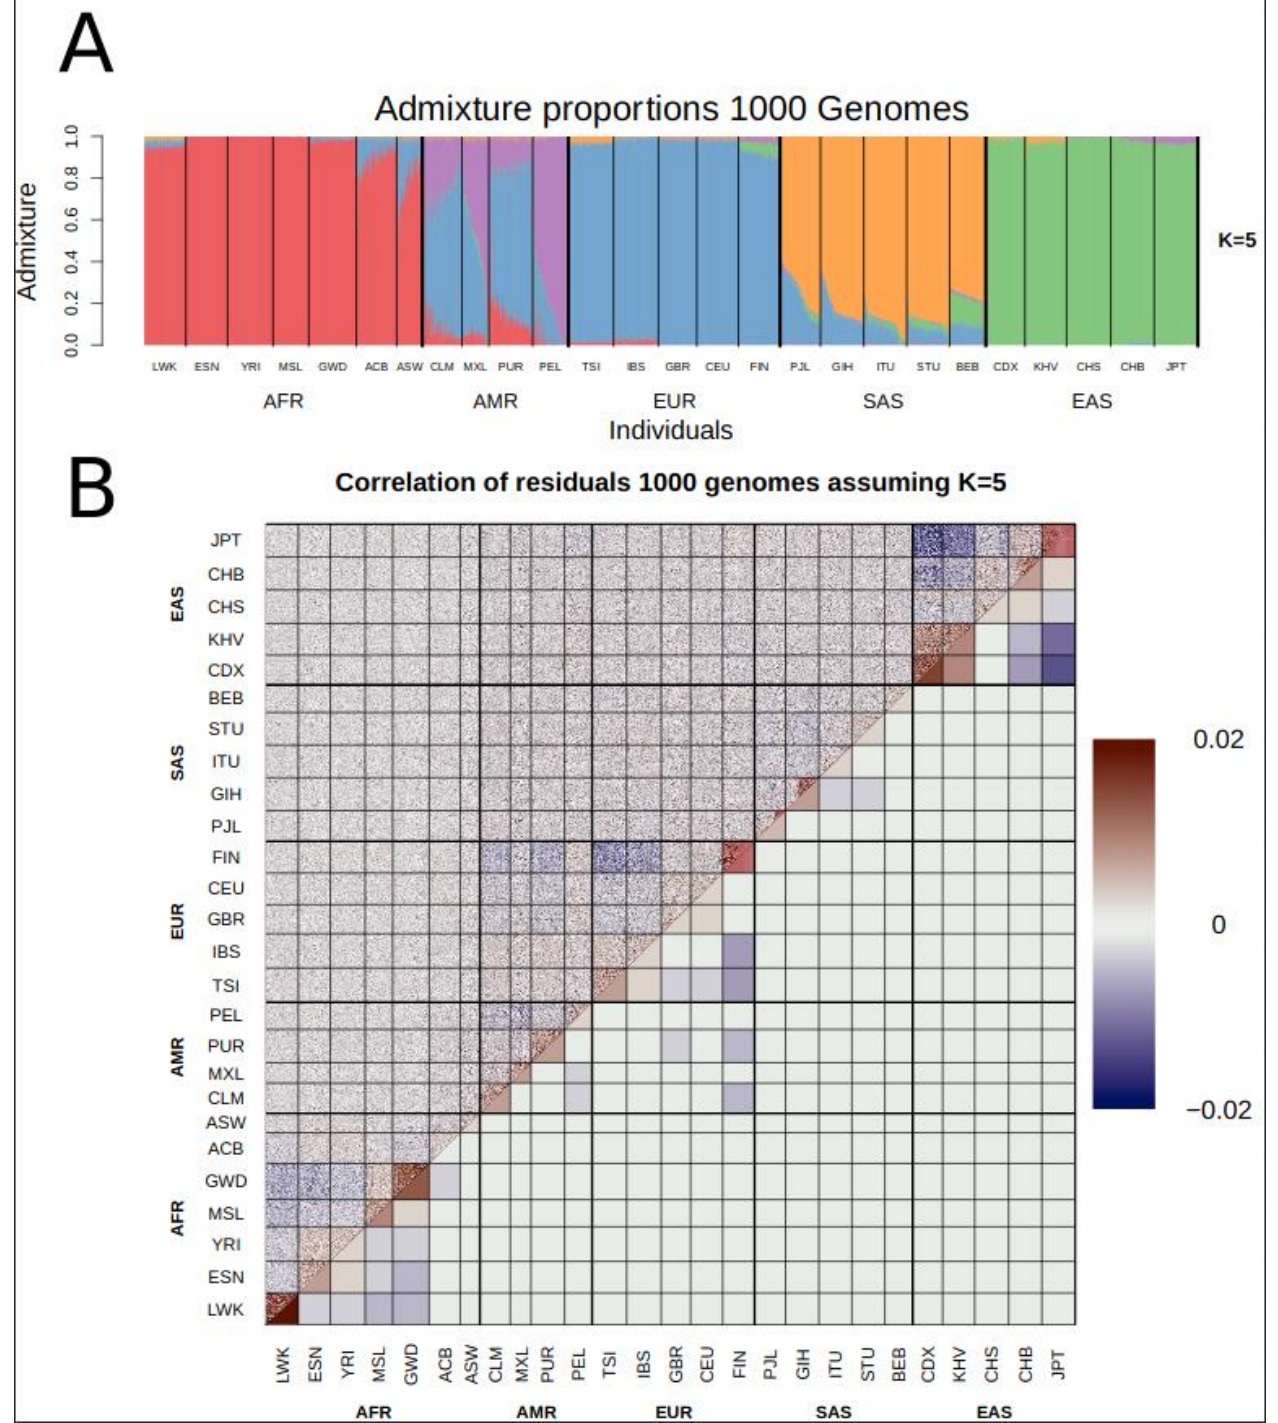 A
Admixture proportions 1000 Genomes
Admixture
0.0 0.2 0.4 0.6 0.8 1.0
K=5
LWK ESN YRI MSL GWD ACB ASW CLM MXL PUR PEL TSI IBS GBR CEU FIN PJL GIH ITU STU BEB CDX KHV CHS CHB JPT
AFR AMR EUR SAS EAS
Individuals
B
Correlation of residuals 1000 genomes assuming K=5
EAS
JPT
CHB
CHS
KHV
CDX
SAS
BEB
STU
ITU
GIH
PJL
EUR
FIN
CEU
GBR
IBS
TSI
AMR
PEL
PUR
MXL
CLM
AFR
ASW
ACB
GWD
MSL
YRI
ESN
LWK
0.02
0
−0.02
LWK ESN YRI MSL GWD ACB ASW CLM MXL PUR PEL TSI IBS GBR CEU FIN PJL GIH ITU STU BEB CDX KHV CHS CHB JPT
AFR AMR EUR SAS EAS